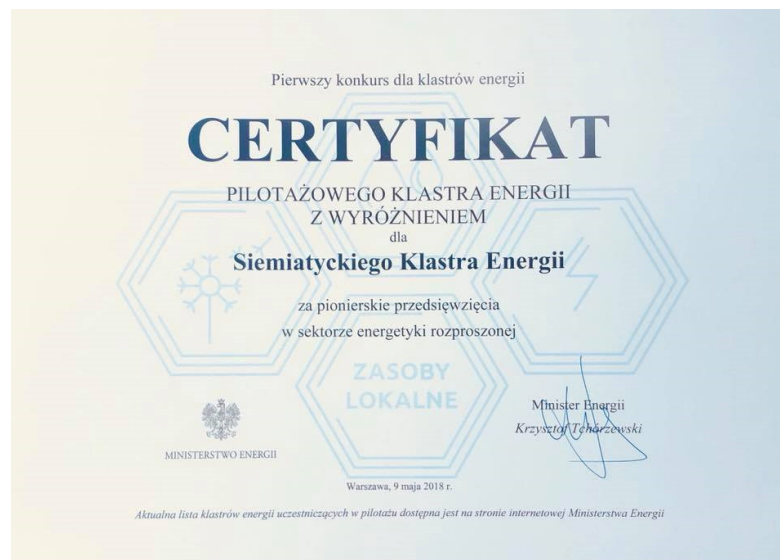 Pierwszy konkurs dla klastrów energii
CERTYFIKAT
PILOTAŻOWEGO KLASTRA ENERGII
Z WYRÓŻNIENIEM
dla
Siemiatyckiego Klastra Energii
za pionierskie przedsięwzięcia
w sektorze energetyki rozproszonej
ZASOBY
LOKALNE
Minister Energii
Krzysztof Tchórzewski
MINISTERSTWO ENERGII
Warszawa, 9 maja 2018 r.
Aktualna lista klastrów energii uczestniczących w pilotażu dostępna jest na stronie internetowej Ministerstwa Energii